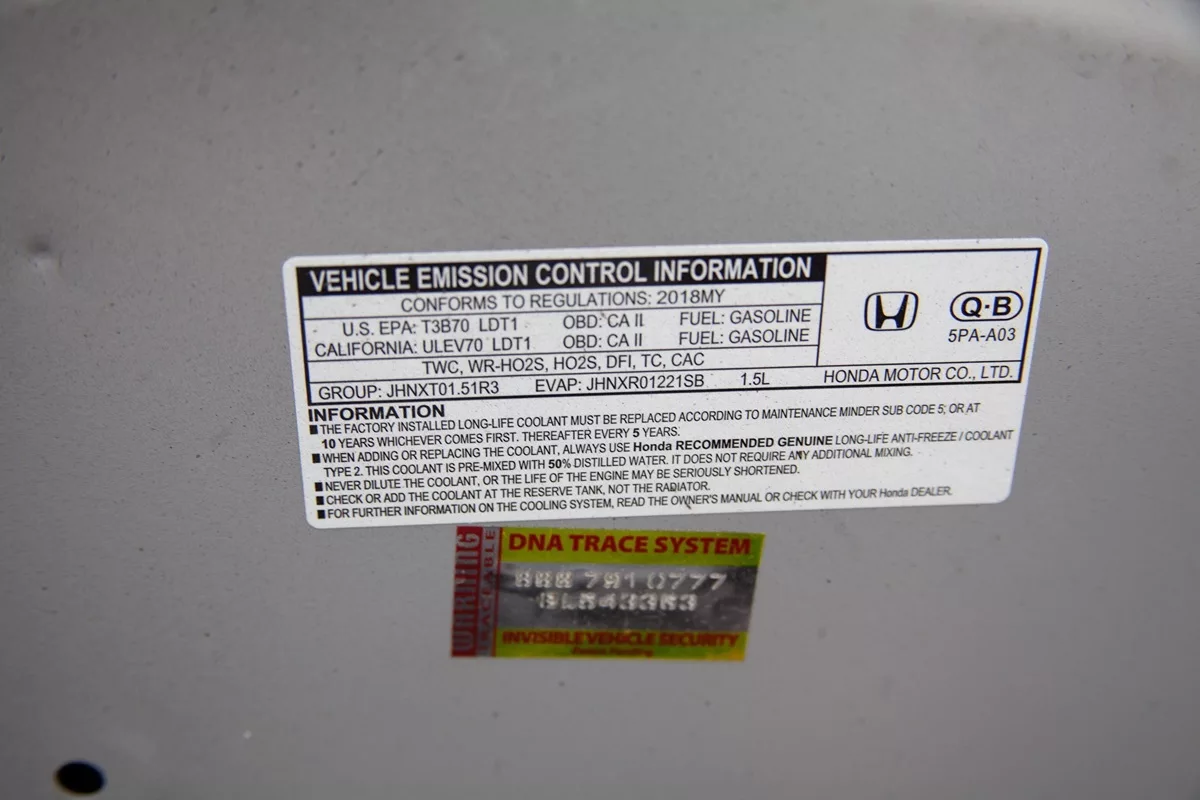 VEHICLE EMISSION CONTROL INFORMATION
CONFORMS TO REGULATIONS: 2018MY
U.S. EPA: T3B70 LDT1 OBD: CA II FUEL: GASOLINE
CALIFORNIA: ULEV70 LDT1 OBD: CA II FUEL: GASOLINE
TWC, WR-HO2S, HO2S, DFI, TC, CAC
GROUP: JHNXT01.51R3 EVAP: JHNXR01221SB 1.5L
Q·B
5PA-A03
HONDA MOTOR CO., LTD.
INFORMATION
■ THE FACTORY INSTALLED LONG-LIFE COOLANT MUST BE REPLACED ACCORDING TO MAINTENANCE MINDER SUB CODE 5; OR AT
10 YEARS WHICHEVER COMES FIRST. THEREAFTER EVERY 5 YEARS.
■ WHEN ADDING OR REPLACING THE COOLANT, ALWAYS USE Honda RECOMMENDED GENUINE LONG-LIFE ANTI-FREEZE / COOLANT
TYPE 2. THIS COOLANT IS PRE-MIXED WITH 50% DISTILLED WATER. IT DOES NOT REQUIRE ANY ADDITIONAL MIXING.
■ NEVER DILUTE THE COOLANT, OR THE LIFE OF THE ENGINE MAY BE SERIOUSLY SHORTENED.
■ CHECK OR ADD THE COOLANT AT THE RESERVE TANK, NOT THE RADIATOR.
■ FOR FURTHER INFORMATION ON THE COOLING SYSTEM, READ THE OWNER'S MANUAL OR CHECK WITH YOUR Honda DEALER.
WARNING
TRACEABLE
DNA TRACE SYSTEM
INVISIBLE VEHICLE SECURITY